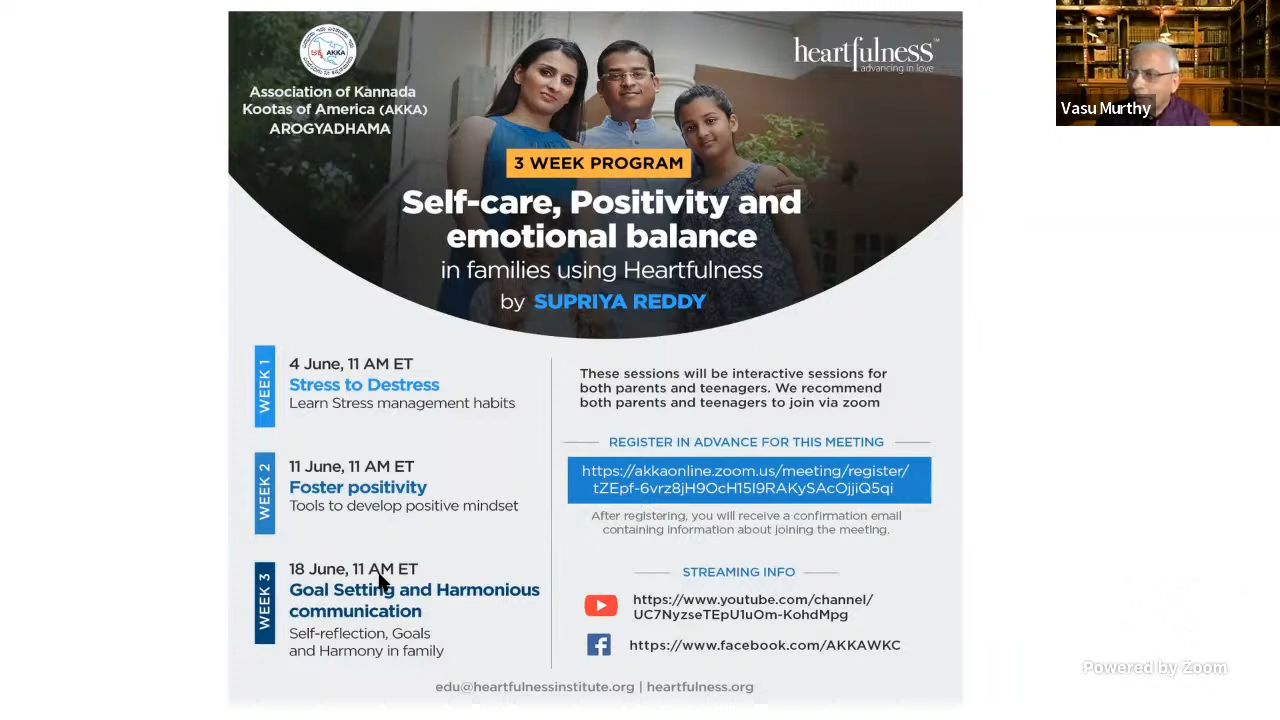 AKKA
Association of Kannada
Kootas of America (AKKA)
AROGYADHAMA
heartfulness™
advancing in love
3 WEEK PROGRAM
Self-care, Positivity and
emotional balance
in families using Heartfulness
by SUPRIYA REDDY
WEEK 1
4 June, 11 AM ET
Stress to Destress
Learn Stress management habits
WEEK 2
11 June, 11 AM ET
Foster positivity
Tools to develop positive mindset
WEEK 3
18 June, 11 AM ET
Goal Setting and Harmonious
communication
Self-reflection, Goals
and Harmony in family
These sessions will be interactive sessions for
both parents and teenagers. We recommend
both parents and teenagers to join via zoom
REGISTER IN ADVANCE FOR THIS MEETING
https://akkaonline.zoom.us/meeting/register/
tZEpf-6vrz8jH9OcH15I9RAKySAcOjjiQ5qi
After registering, you will receive a confirmation email
containing information about joining the meeting.
STREAMING INFO
https://www.youtube.com/channel/
UC7NyzseTEpU1uOm-KohdMpg
https://www.facebook.com/AKKAWKC
edu@heartfulnessinstitute.org | heartfulness.org
Vasu Murthy
Powered by Zoom